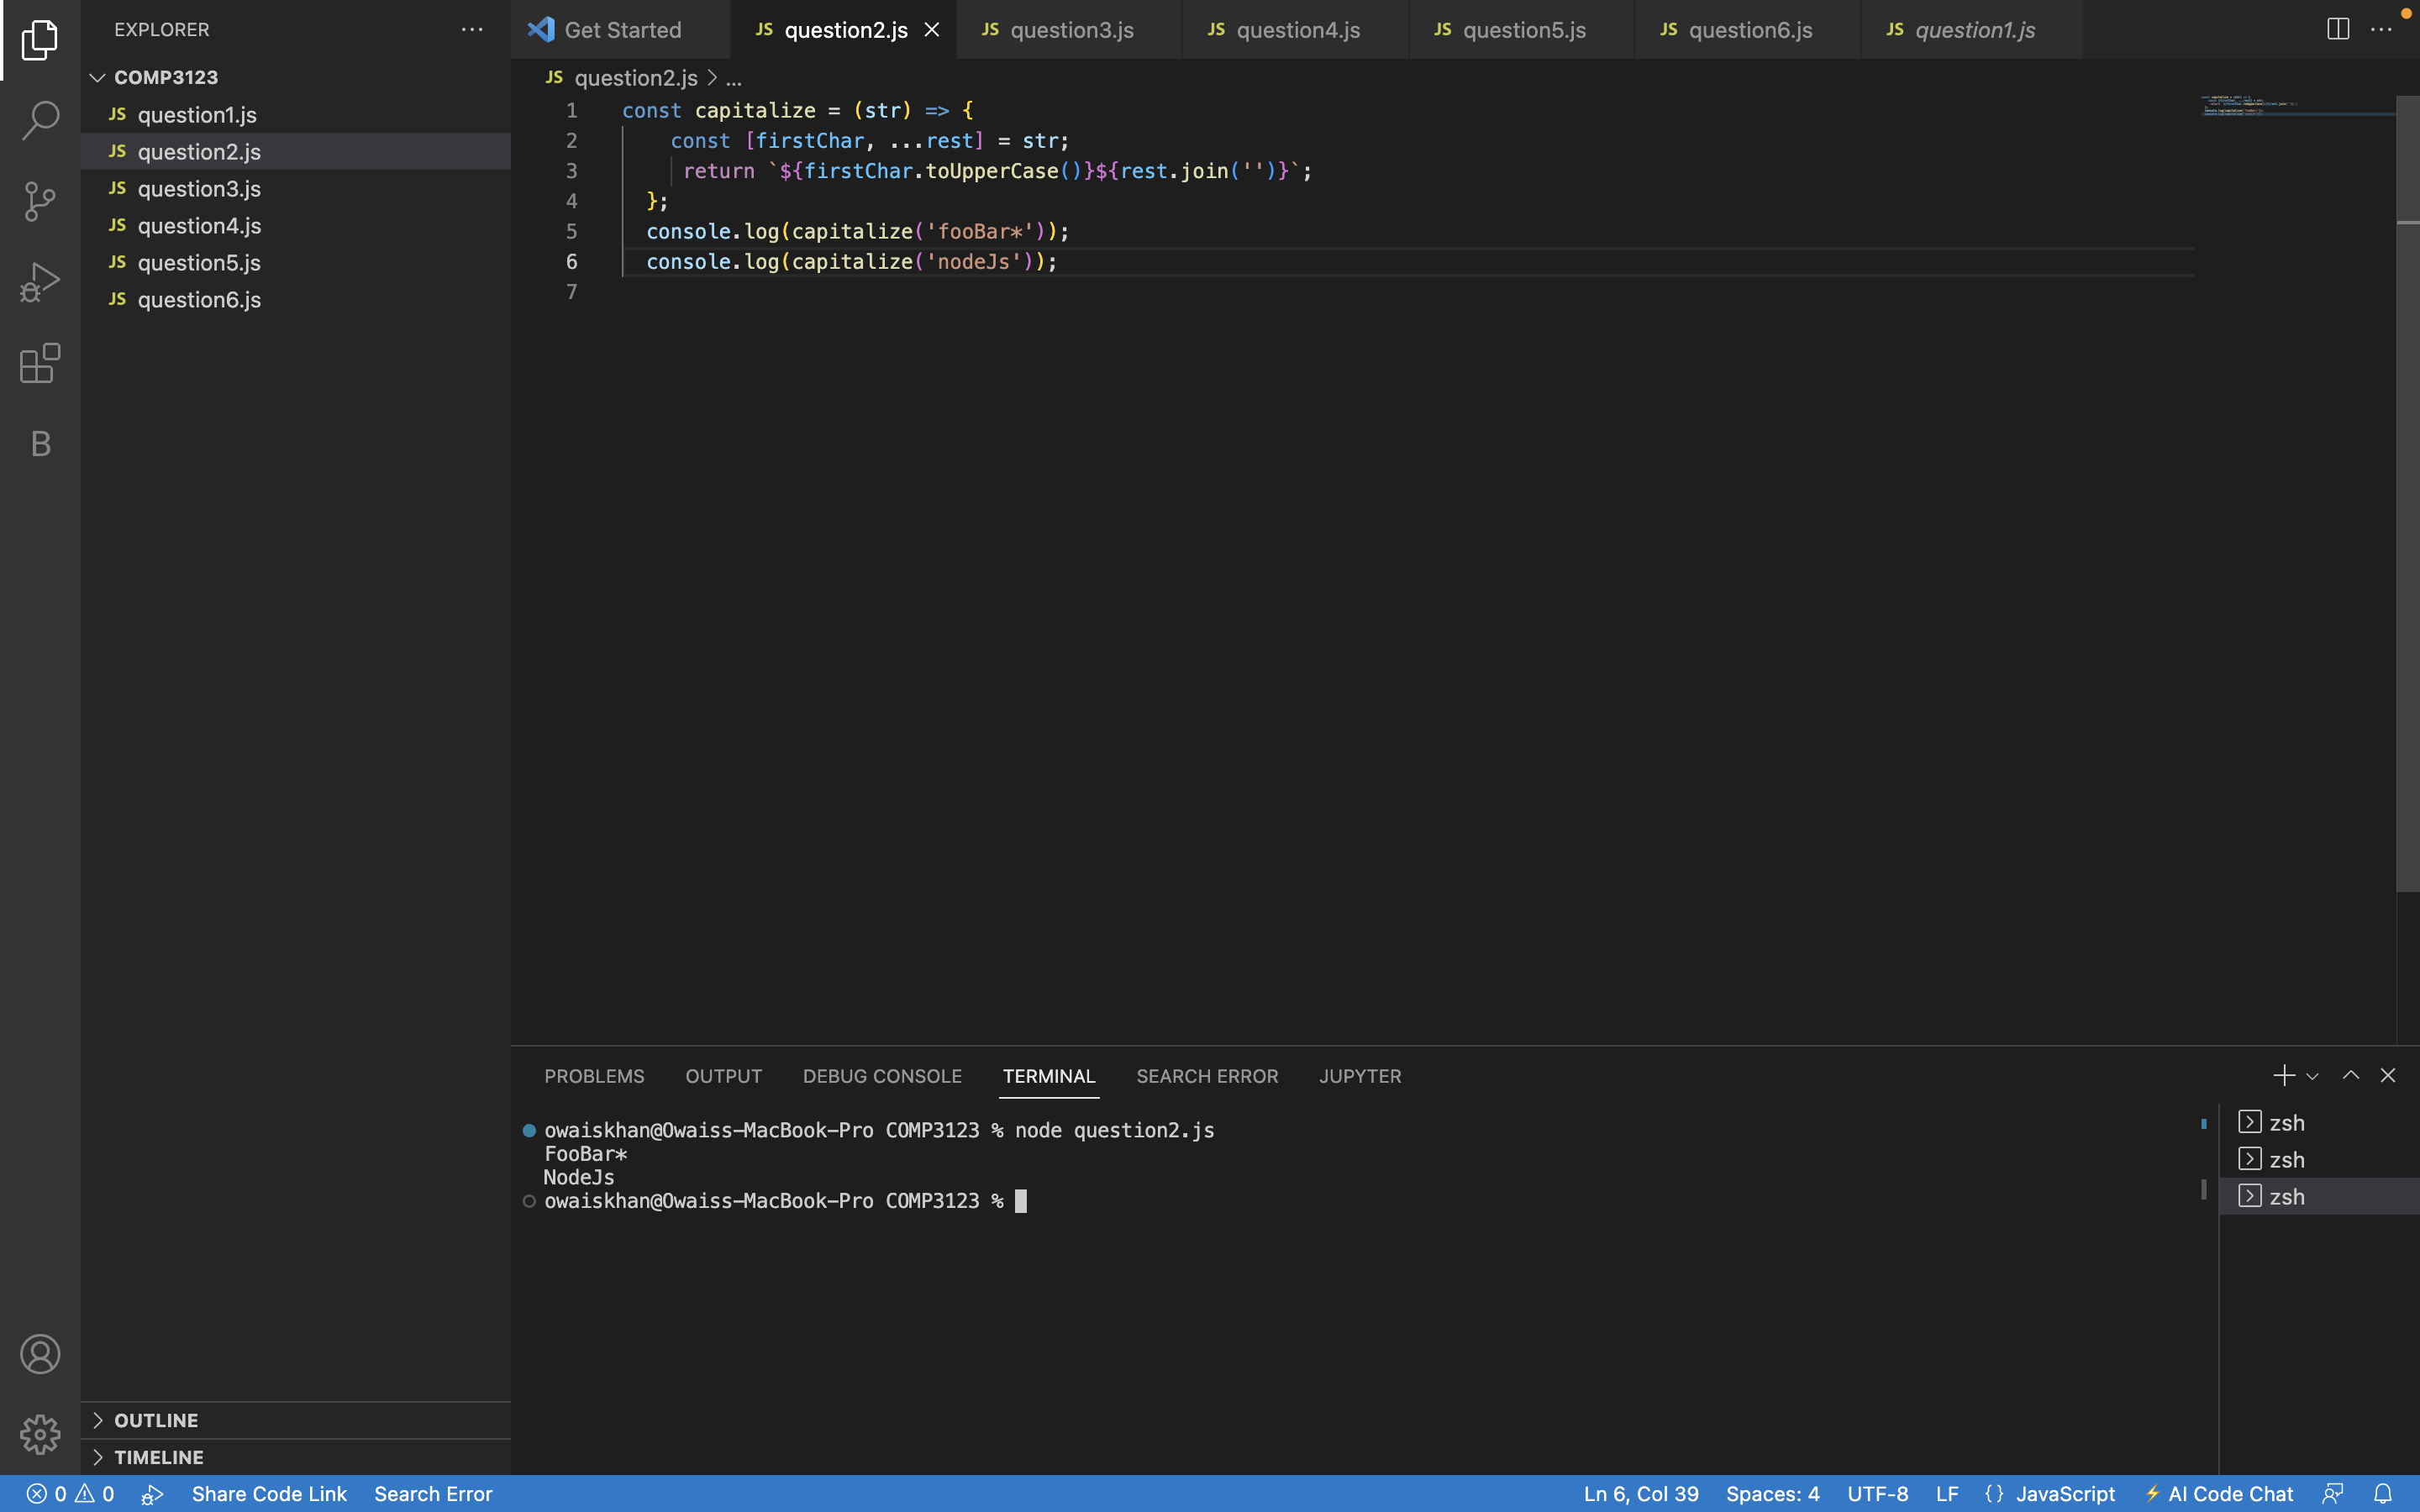 EXPLORER
COMP3123
JS question1.js
JS question2.js
JS question3.js
JS question4.js
JS question5.js
JS question6.js
B
OUTLINE
TIMELINE
Get Started
JS question2.js
JS question3.js
JS question4.js
JS question5.js
JS question6.js
JS question1.js
JS question2.js > ...
1 const capitalize = (str) => {
2 const [firstChar, ...rest] = str;
3 return `${firstChar.toUpperCase()}${rest.join('')}`;
4 };
5 console.log(capitalize('fooBar*'));
6 console.log(capitalize('nodeJs'));
7
PROBLEMS OUTPUT DEBUG CONSOLE TERMINAL SEARCH ERROR JUPYTER
owaiskhan@Owaiss-MacBook-Pro COMP3123 % node question2.js
FooBar*
NodeJs
owaiskhan@Owaiss-MacBook-Pro COMP3123 %
zsh
zsh
zsh
0 0 Share Code Link Search Error Ln 6, Col 39 Spaces: 4 UTF-8 LF {} JavaScript ⚡ AI Code Chat